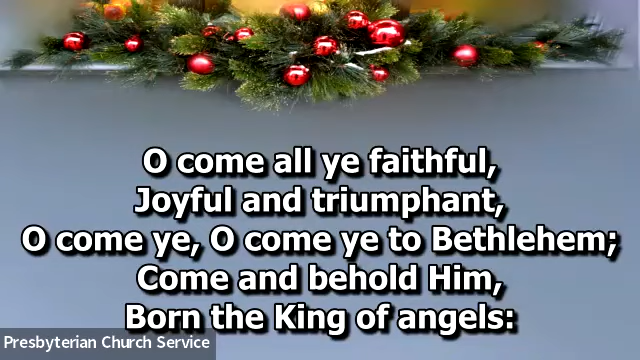 O come all ye faithful,
Joyful and triumphant,
O come ye, O come ye to Bethlehem;
Come and behold Him,
Born the King of angels:
Presbyterian Church Service